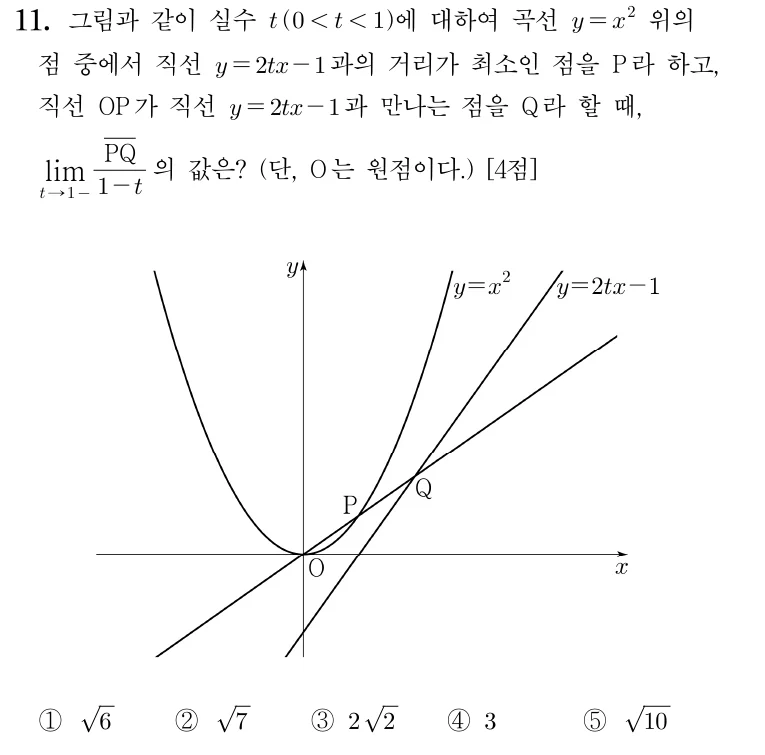 11. 그림과 같이 실수 t(0<t<1)에 대하여 곡선 y=x² 위의
점 중에서 직선 y=2tx-1과의 거리가 최소인 점을 P라 하고,
직선 OP가 직선 y=2tx-1과 만나는 점을 Q라 할 때,
lim_{t→1-} \frac{\overline{PQ}}{1-t} 의 값은? (단, O는 원점이다.) [4점]
y
y=x²
y=2tx-1
P
Q
O
x
① √6 ② √7 ③ 2√2 ④ 3 ⑤ √10